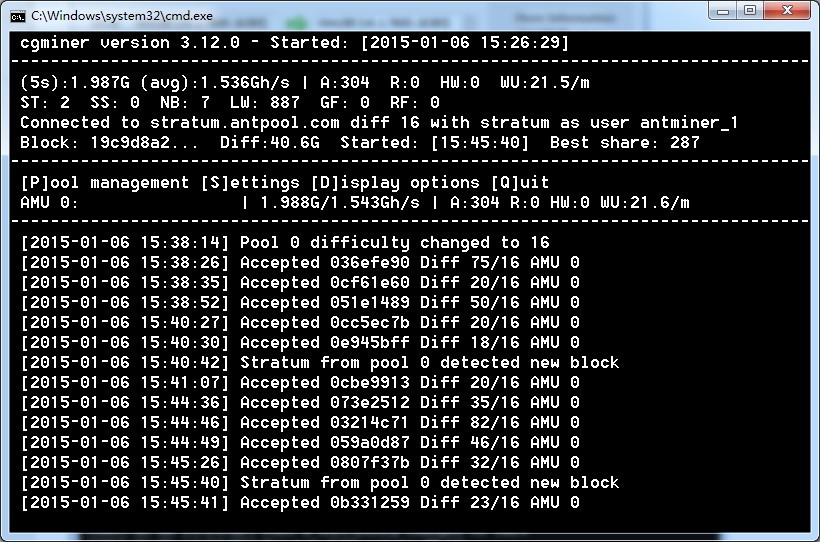 C:\Windows\system32\cmd.exe
cgminer version 3.12.0 - Started: [2015-01-06 15:26:29]
(5s):1.987G (avg):1.536Gh/s | A:304 R:0 HW:0 WU:21.5/m
ST: 2 SS: 0 NB: 7 LW: 887 GF: 0 RF: 0
Connected to stratum.antpool.com diff 16 with stratum as user antminer_1
Block: 19c9d8a2... Diff:40.6G Started: [15:45:40] Best share: 287
[P]ool management [S]ettings [D]isplay options [Q]uit
AMU 0: | 1.988G/1.543Gh/s | A:304 R:0 HW:0 WU:21.6/m
[2015-01-06 15:38:14] Pool 0 difficulty changed to 16
[2015-01-06 15:38:26] Accepted 036efe90 Diff 75/16 AMU 0
[2015-01-06 15:38:35] Accepted 0cf61e60 Diff 20/16 AMU 0
[2015-01-06 15:38:52] Accepted 051e1489 Diff 50/16 AMU 0
[2015-01-06 15:40:27] Accepted 0cc5ec7b Diff 20/16 AMU 0
[2015-01-06 15:40:30] Accepted 0e945bff Diff 18/16 AMU 0
[2015-01-06 15:40:42] Stratum from pool 0 detected new block
[2015-01-06 15:41:07] Accepted 0cbe9913 Diff 20/16 AMU 0
[2015-01-06 15:44:36] Accepted 073e2512 Diff 35/16 AMU 0
[2015-01-06 15:44:46] Accepted 03214c71 Diff 82/16 AMU 0
[2015-01-06 15:44:49] Accepted 059a0d87 Diff 46/16 AMU 0
[2015-01-06 15:45:26] Accepted 0807f37b Diff 32/16 AMU 0
[2015-01-06 15:45:40] Stratum from pool 0 detected new block
[2015-01-06 15:45:41] Accepted 0b331259 Diff 23/16 AMU 0